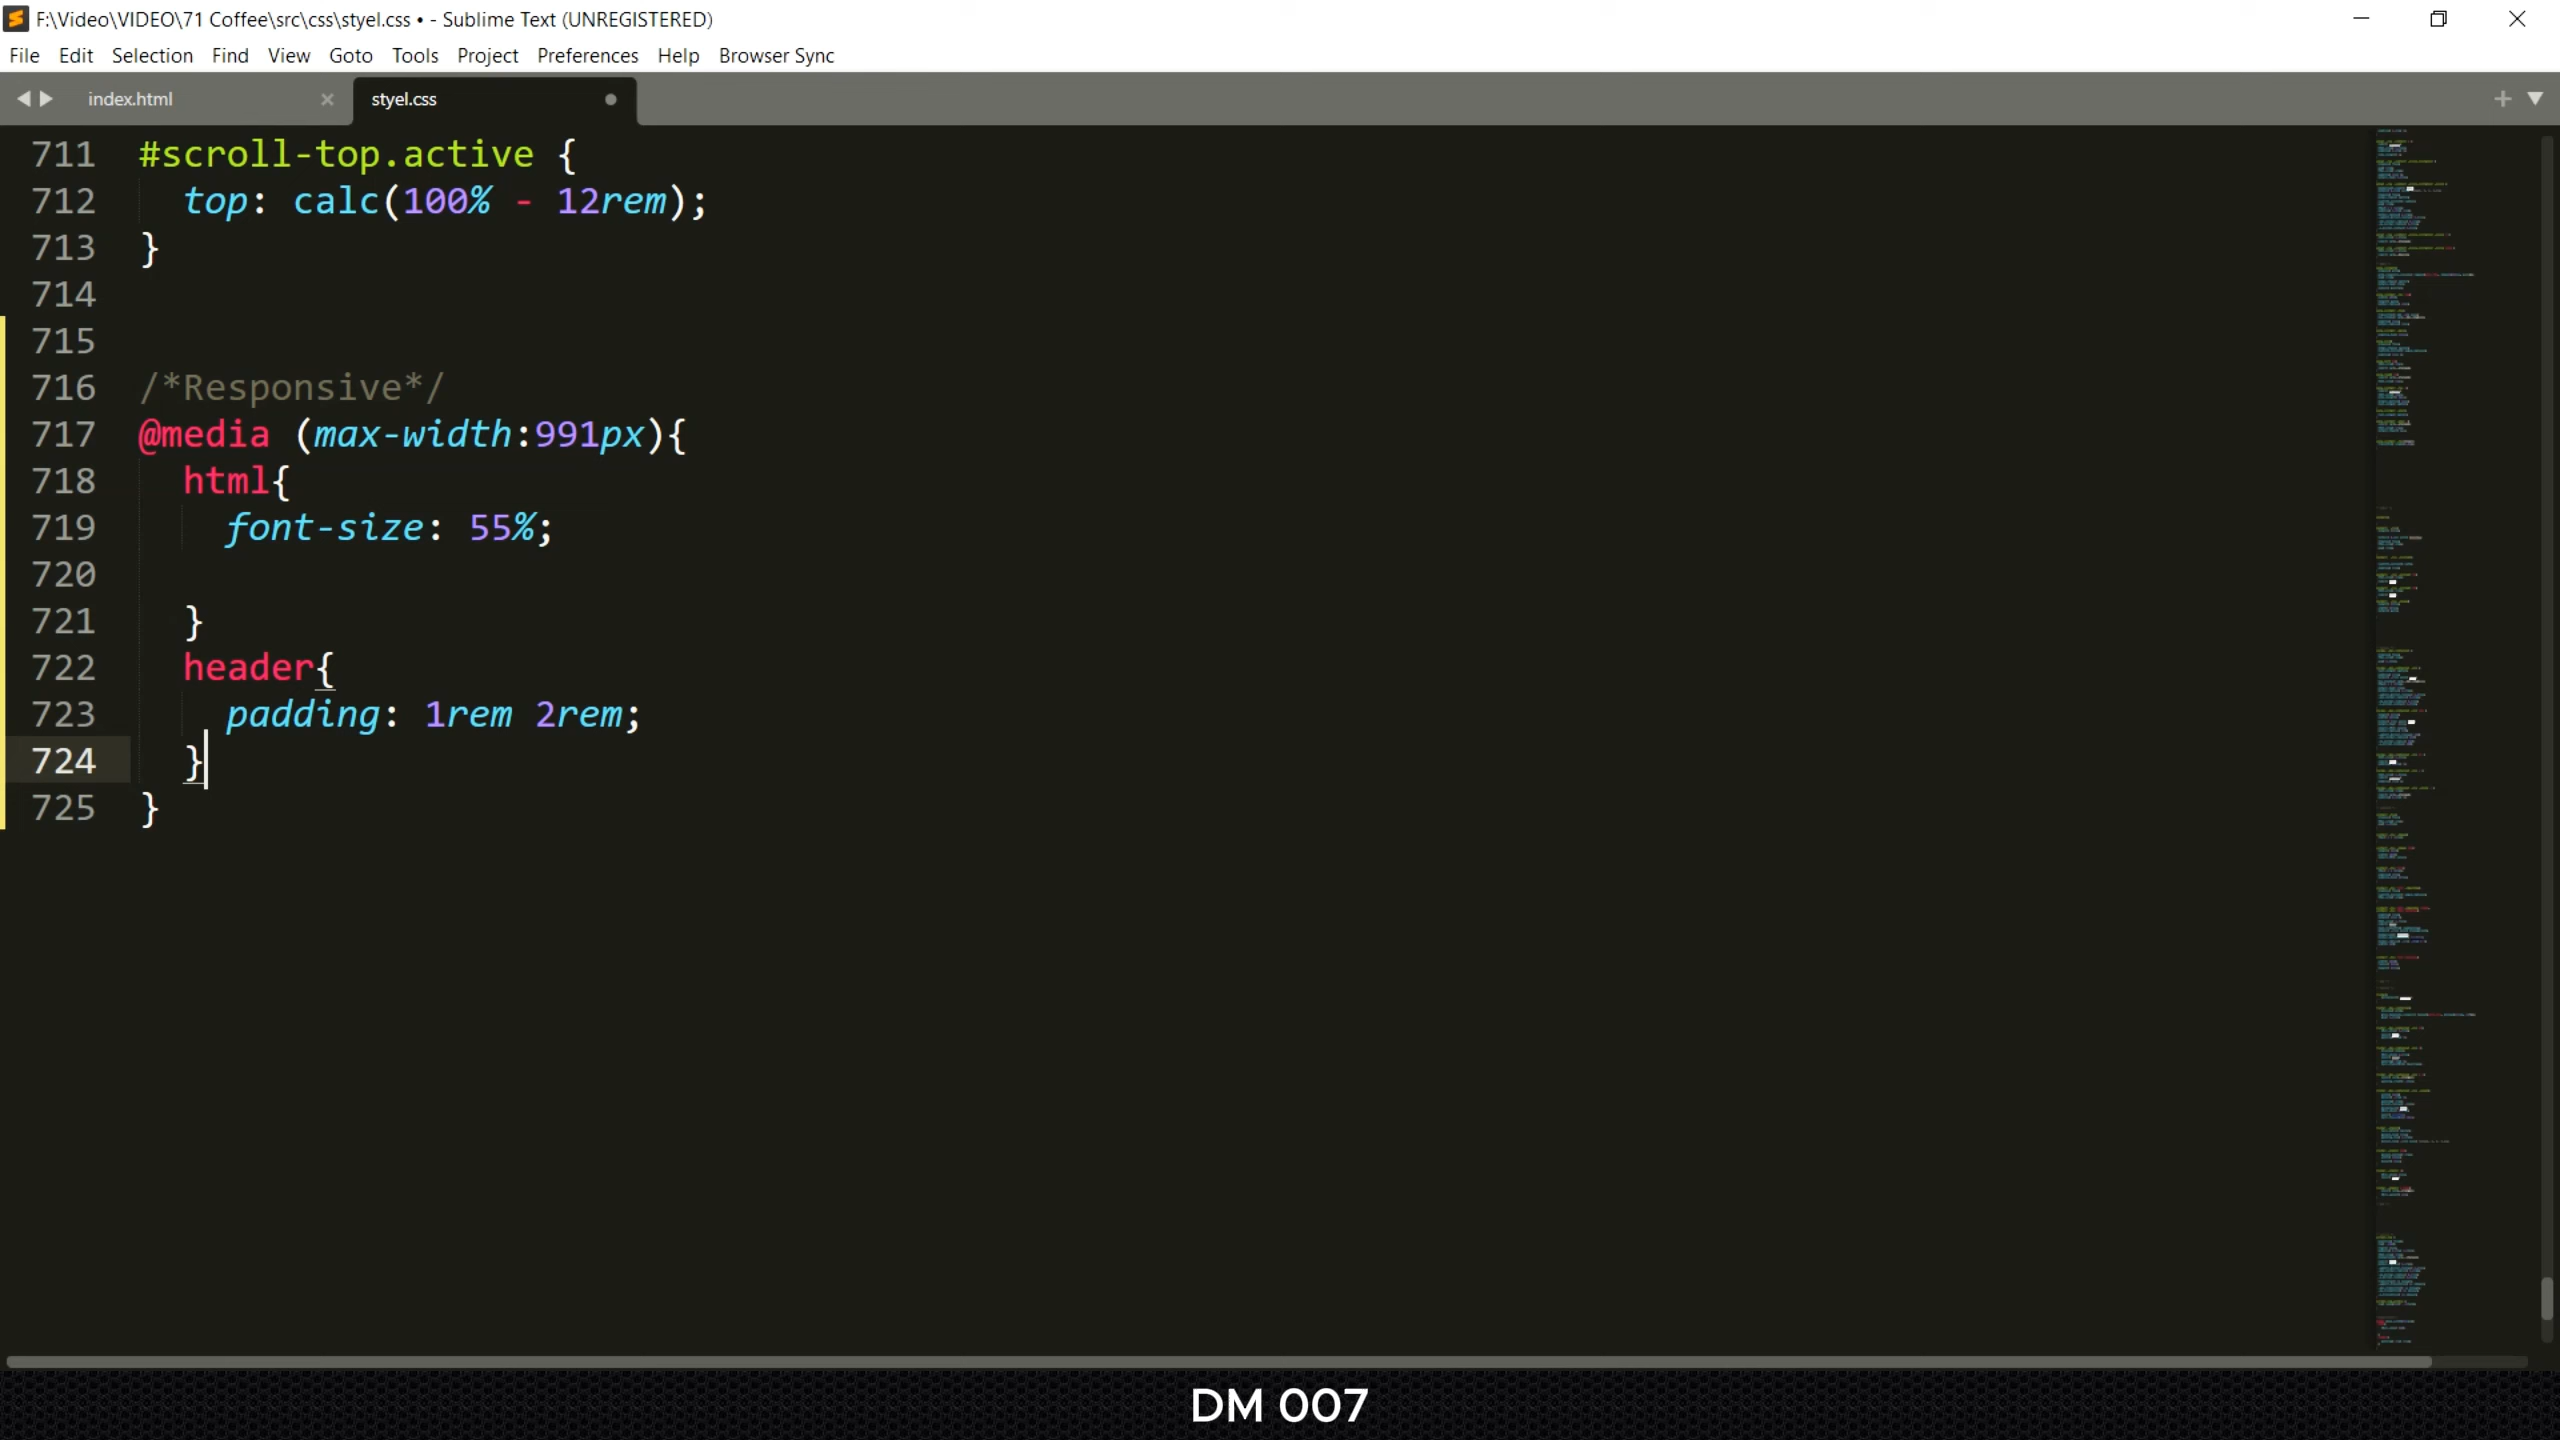 F:\Video\VIDEO\71 Coffee\src\css\styel.css • - Sublime Text (UNREGISTERED)
File Edit Selection Find View Goto Tools Project Preferences Help Browser Sync
index.html styel.css
711 #scroll-top.active {
712 top: calc(100% - 12rem);
713 }
714
715
716 /*Responsive*/
717 @media (max-width:991px){
718 html{
719 font-size: 55%;
720
721 }
722 header{
723 padding: 1rem 2rem;
724 }
725 }
DM 007